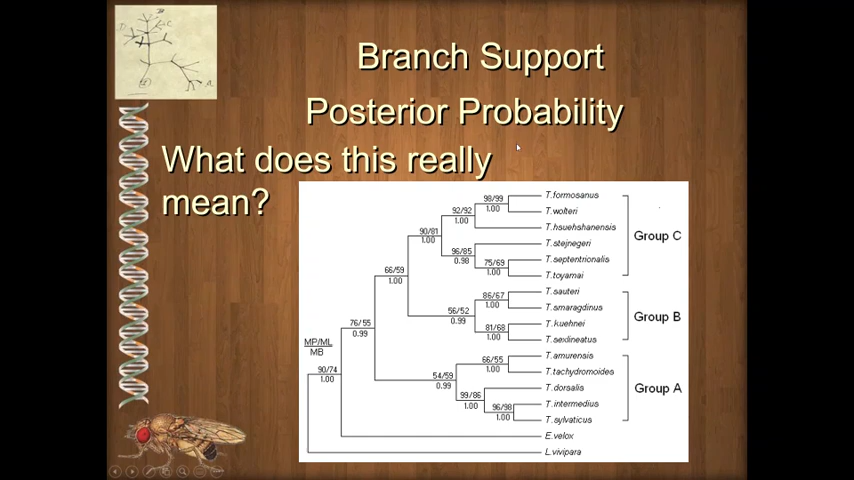 Branch Support
Posterior Probability
What does this really
mean?
98/99
1.00
T.formosanus
T.wolteri
92/92
1.00
T.hsuehshanensis
90/81
1.00
T.stejnegeri
96/85
0.98
75/69
1.00
T.septentrionalis
T.toyamai
Group C
66/59
1.00
T.sauteri
86/67
1.00
T.smaragdinus
56/52
0.99
T.kuehnei
81/68
1.00
T.sexlineatus
Group B
76/55
0.99
MP/ML
MB
90/74
1.00
T.amurensis
66/55
1.00
T.tachydromoides
54/59
0.99
T.dorsalis
99/86
1.00
T.intermedius
96/98
1.00
T.sylvaticus
Group A
E.velox
L.vivipara